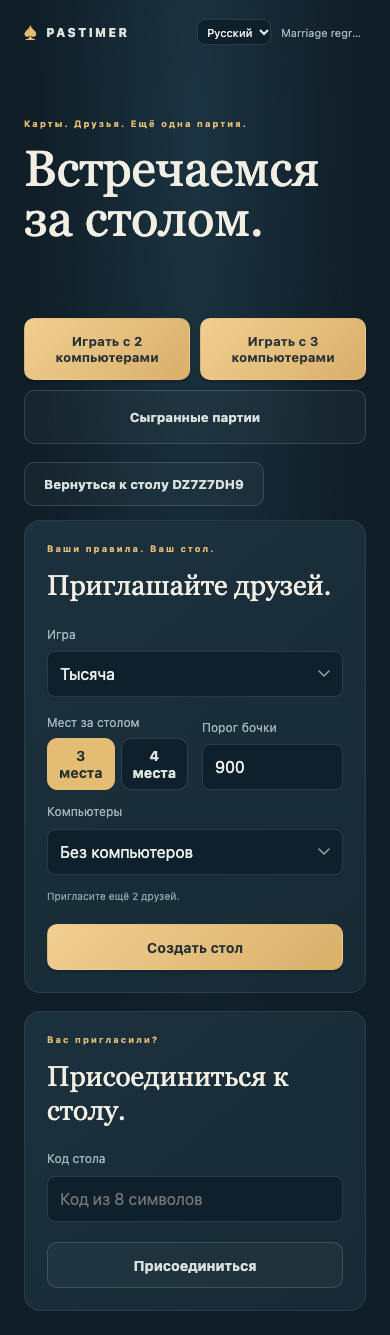 PASTIMER
Русский
Marriage regr...
Карты. Друзья. Ещё одна партия.
Встречаемся
за столом.
Играть с 2
компьютерами
Играть с 3
компьютерами
Сыгранные партии
Вернуться к столу DZ7Z7DH9
Ваши правила. Ваш стол.
Приглашайте друзей.
Игра
Тысяча
Мест за столом
Порог бочки
3
места
4
места
900
Компьютеры
Без компьютеров
Пригласите ещё 2 друзей.
Создать стол
Вас пригласили?
Присоединиться к
столу.
Код стола
Код из 8 символов
Присоединиться